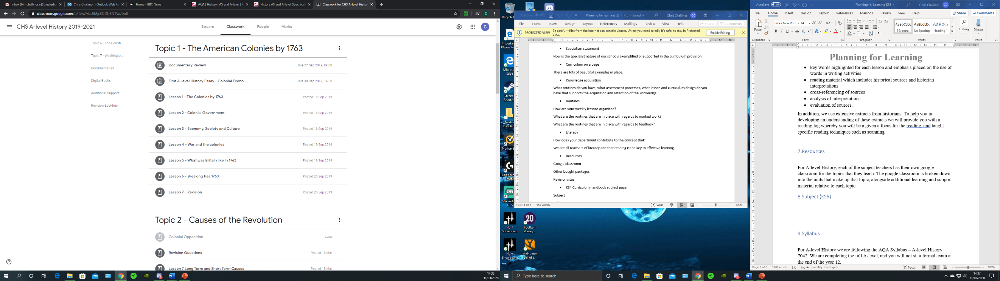 Inbox (6) - challinor.c@thestudio
Chris Challinor - Outlook Web A
Home - BBC News
AQA | History | AS and A-level | H
History AS and A-level Specificat
Classwork for CHS A-level Histor
classroom.google.com/u/1/w/Mzc5Mjc3ODU5NTVa/t/all
CHS A-level History 2019-2021
Stream
Classwork
People
Marks
C
Topic 6 - The Consti...
Topic 7 - Washingto...
Documentaries
Digital Books
Additional Support ...
Revision Booklets
Topic 1 - The American Colonies by 1763
Documentary Review
Due 27 Sep 2019, 09:00
First A-level History Essay - Colonial Econo...
Due 30 Sep 2019, 14:50
Lesson 1 - The Colonies by 1763
Posted 18 Sep 2019
Lesson 2 - Colonial Government
Posted 18 Sep 2019
Lesson 3 - Economy, Society and Culture
Posted 18 Sep 2019
Lesson 4 - War and the colonies
Posted 19 Sep 2019
Lesson 5 - What was Britain like in 1763
Posted 19 Sep 2019
Lesson 6 - Breaking ties 1763
Posted 25 Sep 2019
Lesson 7 - Revision
Posted 25 Sep 2019
Topic 2 - Causes of the Revolution
Colonial Opposition
Draft
Revision Questions
Posted 18 Mar
Lesson 7 Long Term and Short Term Causes
Posted 18 Mar
14:36
31/03/2020
Recycle
Important
Please Re
Microso
Edge
Steam
Shortcu
Norton
Installati
Norton
Logitech
HUB
Streamla
OBS
Hunt
Showdown
20
Football
Manag...
Hunt
Showdow...
theHunter
Call of t...
AutoSave Off
Planning for learning (3) - P... - Saved
Chris Challinor CC
File Home Insert Design Layout References Mailings Review View Help
Share
Comments
PROTECTED VIEW
Be careful—files from the Internet can contain viruses. Unless you need to edit, it's safer to stay in Protected
View.
Enable Editing
• Specialism statement
How is the specialist nature of our schools exemplified or supported in the curriculum provision.
• Curriculum on a page
There are lots of beautiful examples in place.
• Knowledge acquisition
What routines do you have, what assessment processes, what lesson and curriculum design do you
have that supports the acquisition and retention of the knowledge.
• Routines
How are your weekly lessons organized?
What are the routines that are in place with regards to marked work?
What are the routines that are in place with regards to feedback?
• Literacy
How does your department contribute to the concept that:
We are all teachers of literacy and that reading is the key to effective learning.
• Resources
Google classroom
Other bought packages
Revision sites
• KS4 Curriculum handbook subject page
Subject
Page 1 of 3
483 words
Focus
100%
Type here to search
AutoSave Off
Planning for Learning KS5
Chris Challinor CC
File Home Insert Design Layout References Mailings Review View Help
Share
Comments
Paste
Times New Rom
14
AaBbCcDc
AaBbCcDc
AaBbCc
¶ Normal
No Spacing
Heading 1
Editing
Dictate
Clipboard
Font
Paragraph
Styles
Voice
Planning for Learning
• key words highlighted for each lesson and emphasis placed on the use of
words in writing activities
• reading material which includes historical sources and historian
interpretations
• cross-referencing of sources
• analysis of interpretations
• evaluation of sources.
In addition, we use extensive extracts from historians. To help you in
developing an understanding of these extracts we will provide you with a
reading log whereby you will be a given a focus for the reading, and taught
specific reading techniques such as scanning.
7.Resources
For A-level History, each of the subject teachers has their own google
classroom for the topics that they teach. The google classroom is broken down
into the units that make up that topic, alongside additional learning and support
material relative to each topic.
8.Subject (KS5)
9.Syllabus
For A-level History we are following the AQA Syllabus – A-level History
7042. We are completing the full A-level, and you will not sit a formal exam at
the end of the year 12.
Page 5 of 8
1202 words
Accessibility: Investigate
Focus
100%
14:37
31/03/2020